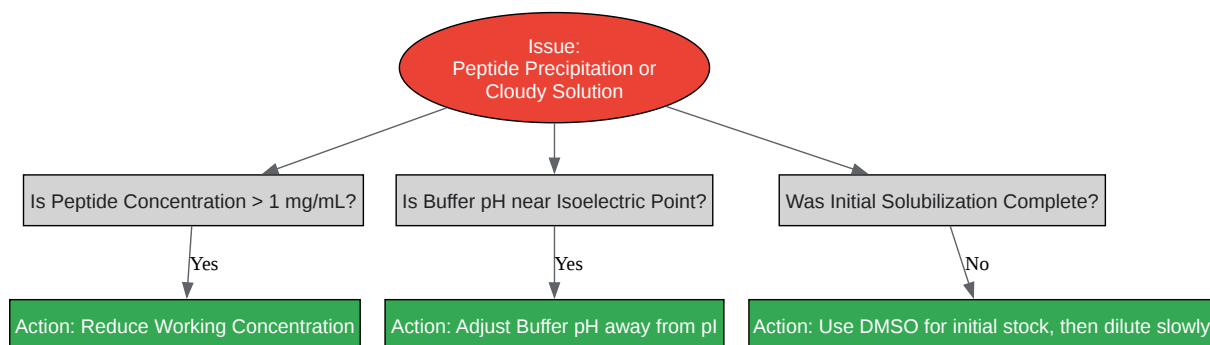 Issue:
Peptide Precipitation or
Cloudy Solution
Is Peptide Concentration > 1 mg/mL?
Is Buffer pH near Isoelectric Point?
Was Initial Solubilization Complete?
Yes
Yes
No
Action: Reduce Working Concentration
Action: Adjust Buffer pH away from pI
Action: Use DMSO for initial stock, then dilute slowly